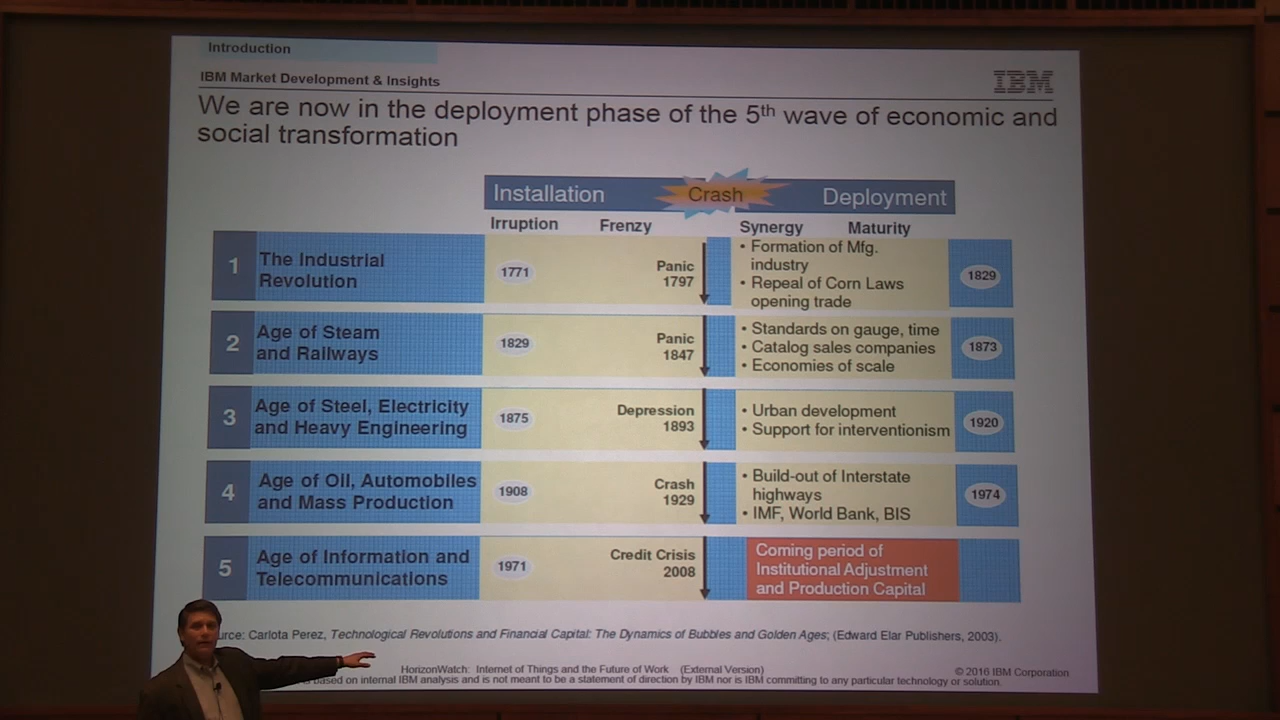 Introduction
IBM Market Development & Insights
IBM
We are now in the deployment phase of the 5th wave of economic and
social transformation
Installation
Crash
Deployment
Irruption
Frenzy
Synergy
Maturity
1
The Industrial
Revolution
1771
Panic
1797
• Formation of Mfg.
industry
• Repeal of Corn Laws
opening trade
1829
2
Age of Steam
and Railways
1829
Panic
1847
• Standards on gauge, time
• Catalog sales companies
• Economies of scale
1873
3
Age of Steel, Electricity
and Heavy Engineering
1875
Depression
1893
• Urban development
• Support for interventionism
1920
4
Age of Oil, Automobiles
and Mass Production
1908
Crash
1929
• Build-out of Interstate
highways
• IMF, World Bank, BIS
1974
5
Age of Information and
Telecommunications
1971
Credit Crisis
2008
Coming period of
Institutional Adjustment
and Production Capital
Carlota Perez, Technological Revolutions and Financial Capital: The Dynamics of Bubbles and Golden Ages; (Edward Elar Publishers, 2003).
HorizonWatch: Internet of Things and the Future of Work (External Version)
© 2016 IBM Corporation
based on internal IBM analysis and is not meant to be a statement of direction by IBM nor is IBM committing to any particular technology or solution.